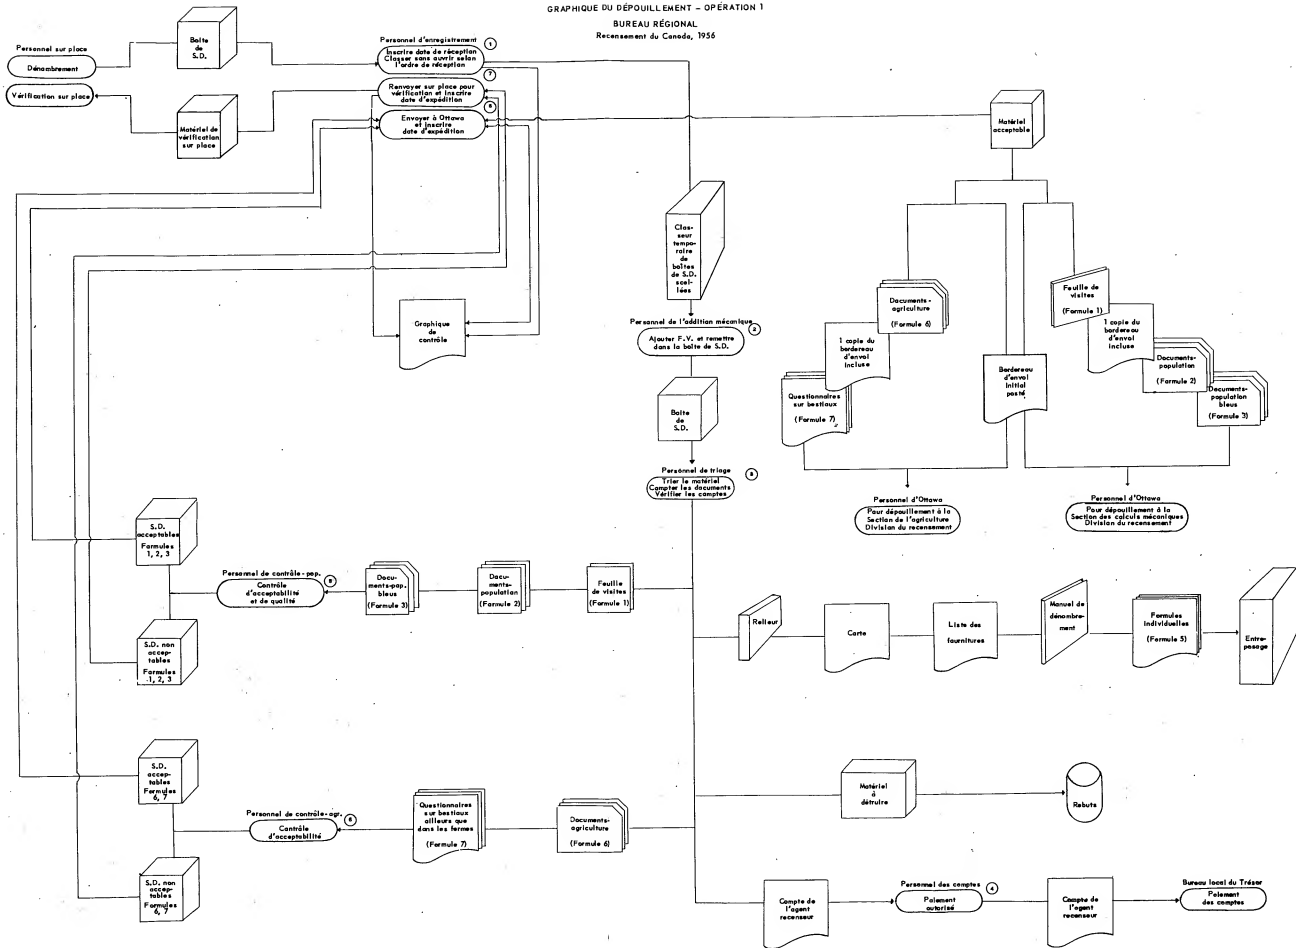 GRAPHIQUE DU DÉPOUILLEMENT – OPÉRATION 1
BUREAU RÉGIONAL
Recensement du Canada, 1956
Personnel sur place
Dénombrement
Vérification sur place
Boîte
de
S.D.
Matériel de
vérification
sur place
Personnel d'enregistrement
1
Inscrire date de réception
Classer sans ouvrir selon
l'ordre de réception
7
Renvoyer sur place pour
vérification et inscrire
date d'expédition
Envoyer à Ottawa
et inscrire
date d'expédition
Matériel
acceptable
Clas-
seur
tempo-
raire
de
boîtes
de S.D.
scel-
lées
Graphique
de
contrôle
Personnel de l'addition mécanique
2
Ajouter F.V. et remettre
dans la boîte de S.D.
Boîte
de
S.D.
Personnel de triage
3
Trier le matériel
Compter les documents
Vérifier les comptes
Documents-
agriculture
(Formule 6)
1 copie du
bordereau
d'envoi
incluse
Questionnaires
sur bestiaux
(Formule 7)
Bordereau
d'envoi
initial
posté
Feuille de
visites
(Formule 1)
1 copie du
bordereau
d'envoi
incluse
Documents-
population
(Formule 2)
Documents-
population
bleus
(Formule 3)
Personnel d'Ottawa
Pour dépouillement à la
Section de l'agriculture
Division du recensement
Personnel d'Ottawa
Pour dépouillement à la
Section des calculs mécaniques
Division du recensement
S.D.
acceptables
Formules
1, 2, 3
Personnel de contrôle-pop.
Contrôle
d'acceptabilité
et de qualité
Docu-
ments-pop.
bleus
(Formule 3)
Docu-
ments-
population
(Formule 2)
Feuille
de visites
(Formule 1)
S.D. non
accep-
tables
Formules
1, 2, 3
Relieur
Carte
Liste des
fournitures
Manuel de
dénombre-
ment
Formules
individuelles
(Formule 5)
Entre-
posage
S.D.
accep-
tables
Formules
6, 7
Personnel de contrôle-agr.
Contrôle
d'acceptabilité
Questionnaires
sur bestiaux
ailleurs que
dans les fermes
(Formule 7)
Documents-
agriculture
(Formule 6)
S.D. non
accep-
tables
Formules
6, 7
Matériel
à
détruire
Rebuts
Compte de
l'agent
recenseur
Personnel des comptes
4
Paiement
autorisé
Compte de
l'agent
recenseur
Bureau local du Trésor
Paiement
des comptes